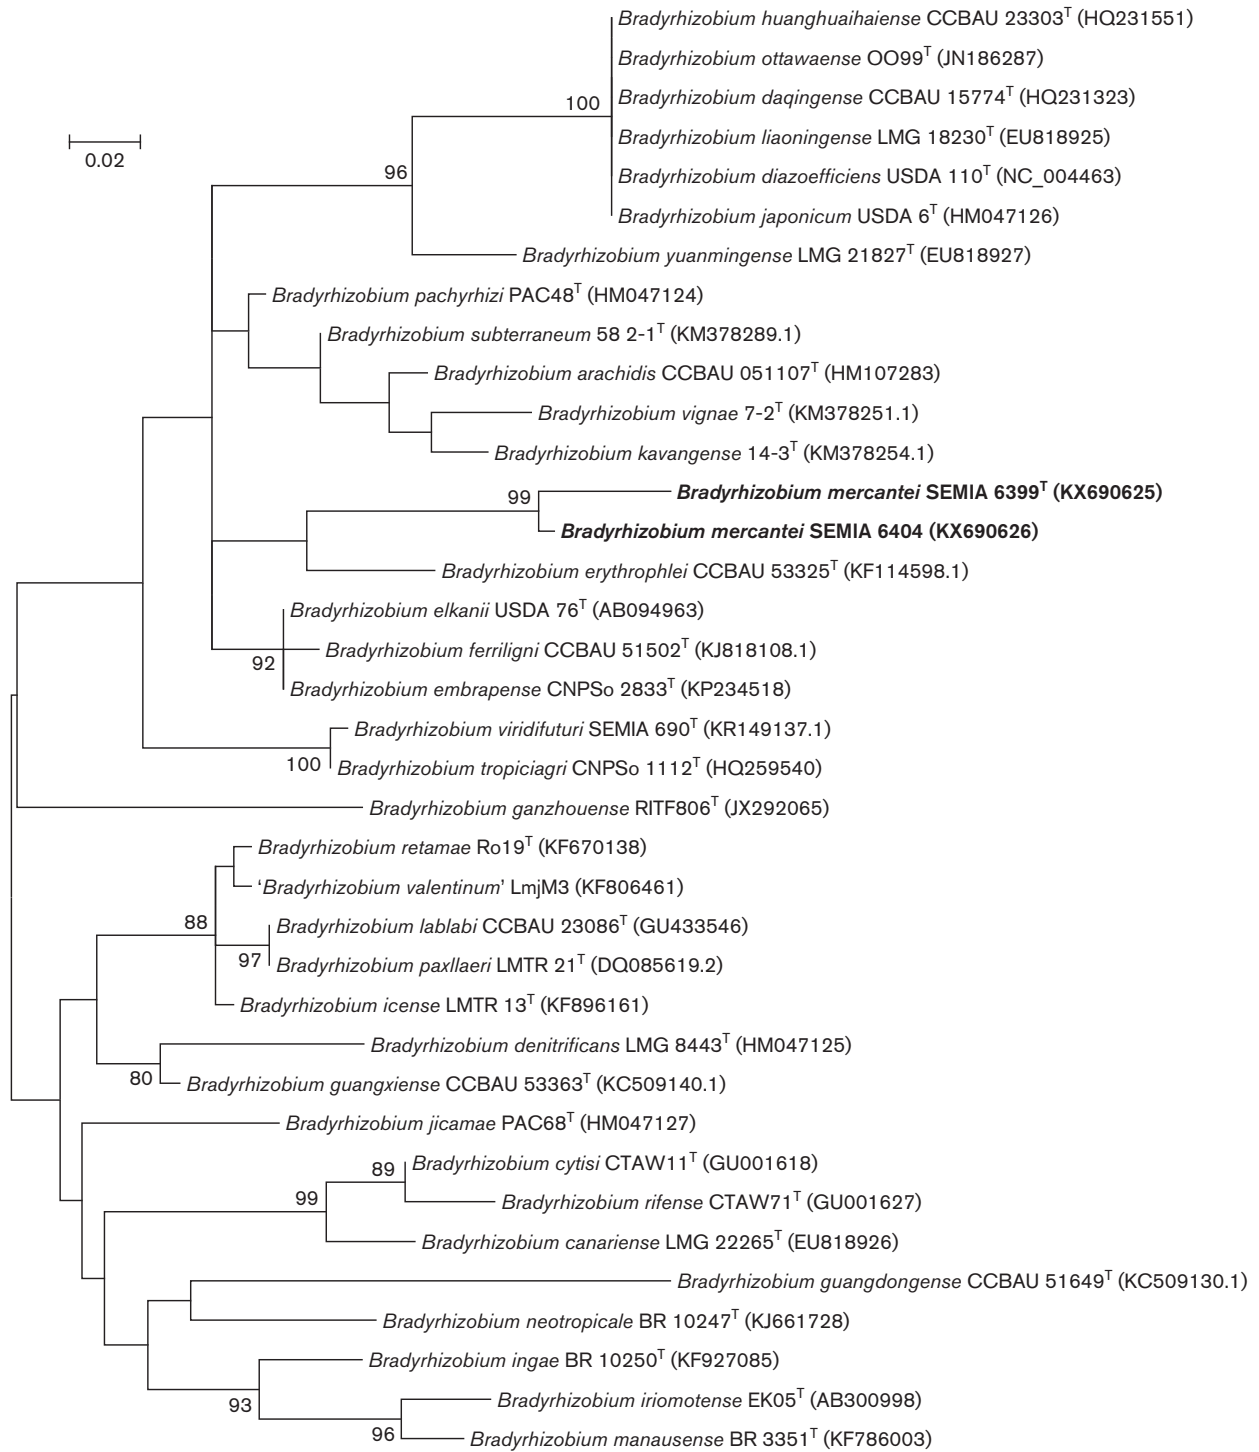 Bradyrhizobium huanghuaihaiense CCBAU 23303T (HQ231551)
Bradyrhizobium ottawaense OO99T (JN186287)
Bradyrhizobium daqingense CCBAU 15774T (HQ231323)
100
Bradyrhizobium liaoningense LMG 18230T (EU818925)
0.02
96
Bradyrhizobium diazoefficiens USDA 110T (NC_004463)
Bradyrhizobium japonicum USDA 6T (HM047126)
Bradyrhizobium yuanmingense LMG 21827T (EU818927)
Bradyrhizobium pachyrhizi PAC48T (HM047124)
Bradyrhizobium subterraneum 58 2-1T (KM378289.1)
Bradyrhizobium arachidis CCBAU 051107T (HM107283)
Bradyrhizobium vignae 7-2T (KM378251.1)
Bradyrhizobium kavangense 14-3T (KM378254.1)
99
Bradyrhizobium mercantei SEMIA 6399T (KX690625)
Bradyrhizobium mercantei SEMIA 6404 (KX690626)
Bradyrhizobium erythrophlei CCBAU 53325T (KF114598.1)
Bradyrhizobium elkanii USDA 76T (AB094963)
Bradyrhizobium ferriligni CCBAU 51502T (KJ818108.1)
92
Bradyrhizobium embrapense CNPSo 2833T (KP234518)
Bradyrhizobium viridifuturi SEMIA 690T (KR149137.1)
100
Bradyrhizobium tropiciagri CNPSo 1112T (HQ259540)
Bradyrhizobium ganzhouense RITF806T (JX292065)
Bradyrhizobium retamae Ro19T (KF670138)
‘Bradyrhizobium valentinum’ LmjM3 (KF806461)
88
Bradyrhizobium lablabi CCBAU 23086T (GU433546)
97
Bradyrhizobium paxllaeri LMTR 21T (DQ085619.2)
Bradyrhizobium icense LMTR 13T (KF896161)
Bradyrhizobium denitrificans LMG 8443T (HM047125)
80
Bradyrhizobium guangxiense CCBAU 53363T (KC509140.1)
Bradyrhizobium jicamae PAC68T (HM047127)
89
Bradyrhizobium cytisi CTAW11T (GU001618)
99
Bradyrhizobium rifense CTAW71T (GU001627)
Bradyrhizobium canariense LMG 22265T (EU818926)
Bradyrhizobium guangdongense CCBAU 51649T (KC509130.1)
Bradyrhizobium neotropicale BR 10247T (KJ661728)
Bradyrhizobium ingae BR 10250T (KF927085)
93
Bradyrhizobium iriomotense EK05T (AB300998)
96
Bradyrhizobium manausense BR 3351T (KF786003)